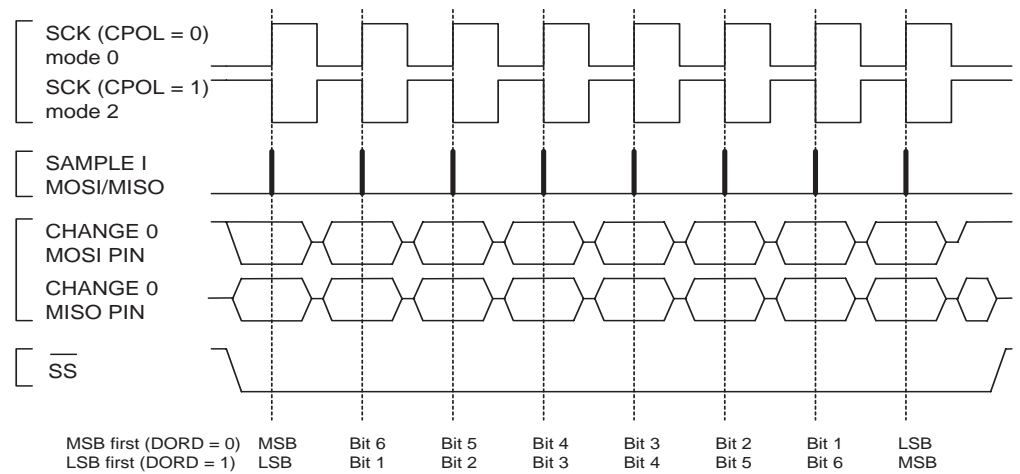 SCK (CPOL = 0)
mode 0
SCK (CPOL = 1)
mode 2
SAMPLE I
MOSI/MISO
CHANGE 0
MOSI PIN
CHANGE 0
MISO PIN
SS
MSB first (DORD = 0) MSB Bit 6 Bit 5 Bit 4 Bit 3 Bit 2 Bit 1 LSB
LSB first (DORD = 1) LSB Bit 1 Bit 2 Bit 3 Bit 4 Bit 5 Bit 6 MSB